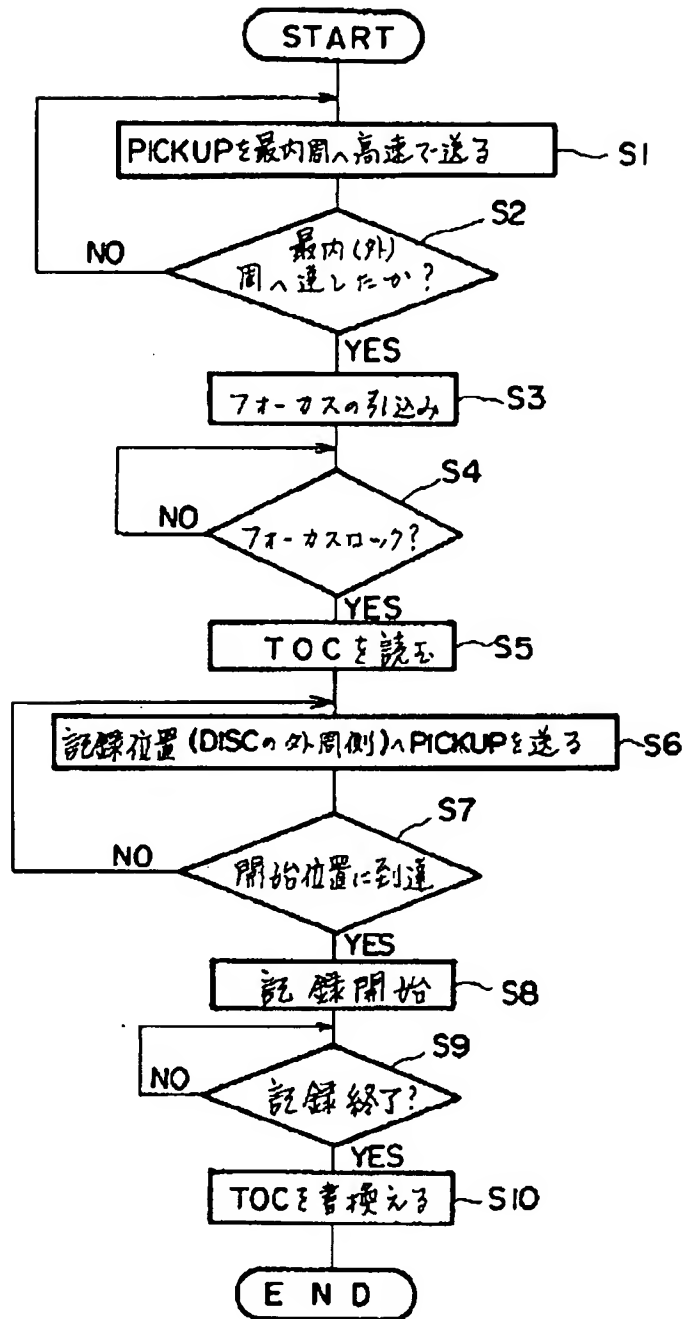 START
PICKUPを最内周へ高速で送る
S1
S2
最内(外)
周へ達したか?
NO
YES
フォーカスの引込み
S3
S4
フォーカスロック?
NO
YES
TOCを読込
S5
記録位置(DISCの外周側)へPICKUPを送る
S6
S7
開始位置に到達
NO
YES
記録開始
S8
S9
記録終了?
NO
YES
TOCを書換える
S10
END